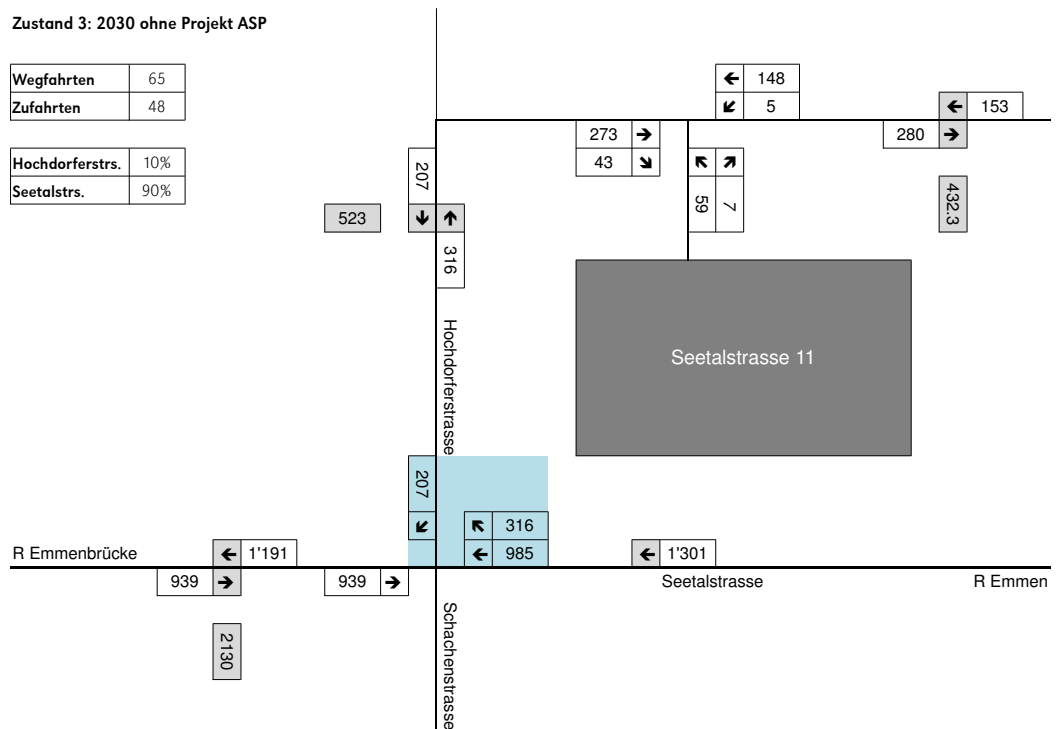 Zustand 3: 2030 ohne Projekt ASP
Wegfahrten 65
Zufahrten 48
Hochdorferstrs. 10%
Seetalstrs. 90%
← 148
↙ 5
← 153
273 →
43 ↘
280 →
↖ ↗
59 7
432.3
207
523
↓ ↑
316
Seetalstrasse 11
Hochdorferstrasse
207
↙
↖ 316
← 985
R Emmenbrücke
← 1'191
← 1'301
939 →
939 →
Seetalstrasse
R Emmen
2130
Schachenstrasse